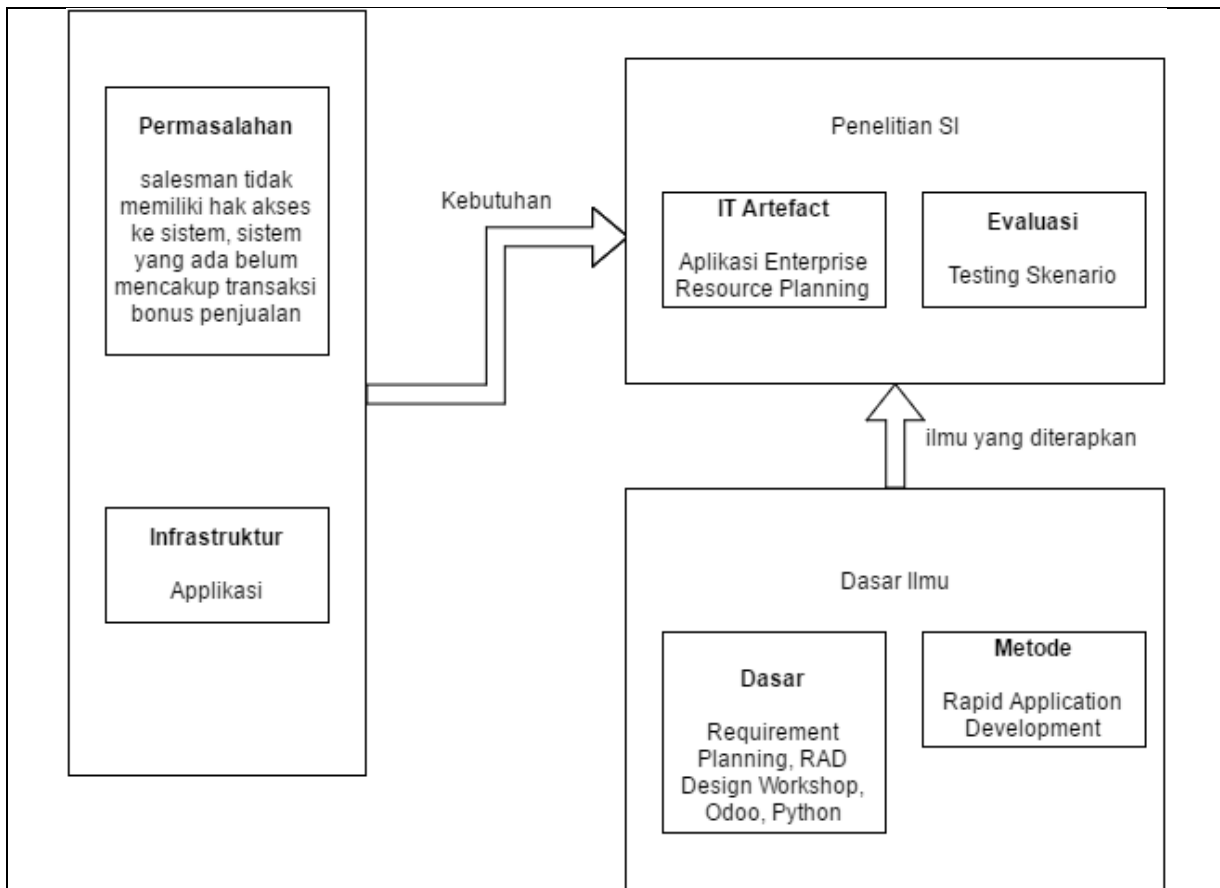 Permasalahan
salesman tidak
memiliki hak akses
ke sistem, sistem
yang ada belum
mencakup transaksi
bonus penjualan
Infrastruktur
Applikasi
Kebutuhan
Penelitian SI
IT Artefact
Aplikasi Enterprise
Resource Planning
Evaluasi
Testing Skenario
ilmu yang diterapkan
Dasar Ilmu
Dasar
Requirement
Planning, RAD
Design Workshop,
Odoo, Python
Metode
Rapid Application
Development